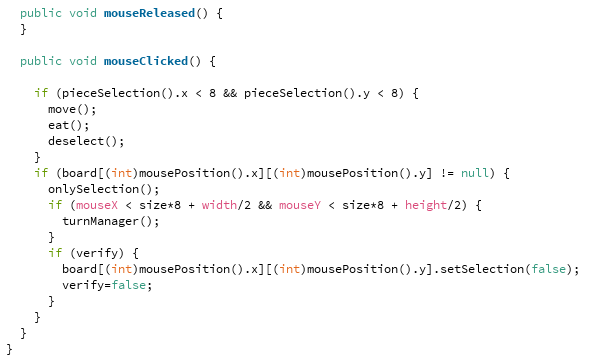 public void mouseReleased() {
}
public void mouseClicked() {
if (pieceSelection().x < 8 && pieceSelection().y < 8) {
move();
eat();
deselect();
}
if (board[(int)mousePosition().x][(int)mousePosition().y] != null) {
onlySelection();
if (mouseX < size*8 + width/2 && mouseY < size*8 + height/2) {
turnManager();
}
if (verify) {
board[(int)mousePosition().x][(int)mousePosition().y].setSelection(false);
verify=false;
}
}
}
}